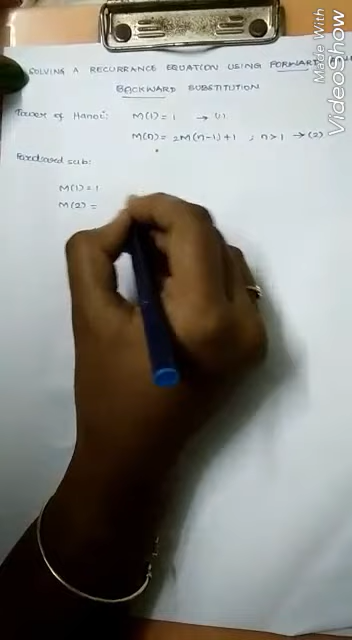 SOLVING A RECURRANCE EQUATION USING FORWARD
BACKWARD SUBSTITUTION
Tower of Hanoi: M(1) = 1 → (1)
M(n) = 2M(n-1)+1 ; n>1 → (2)
Forward sub:
M(1) = 1
M(2) =
Made With
VideoShow